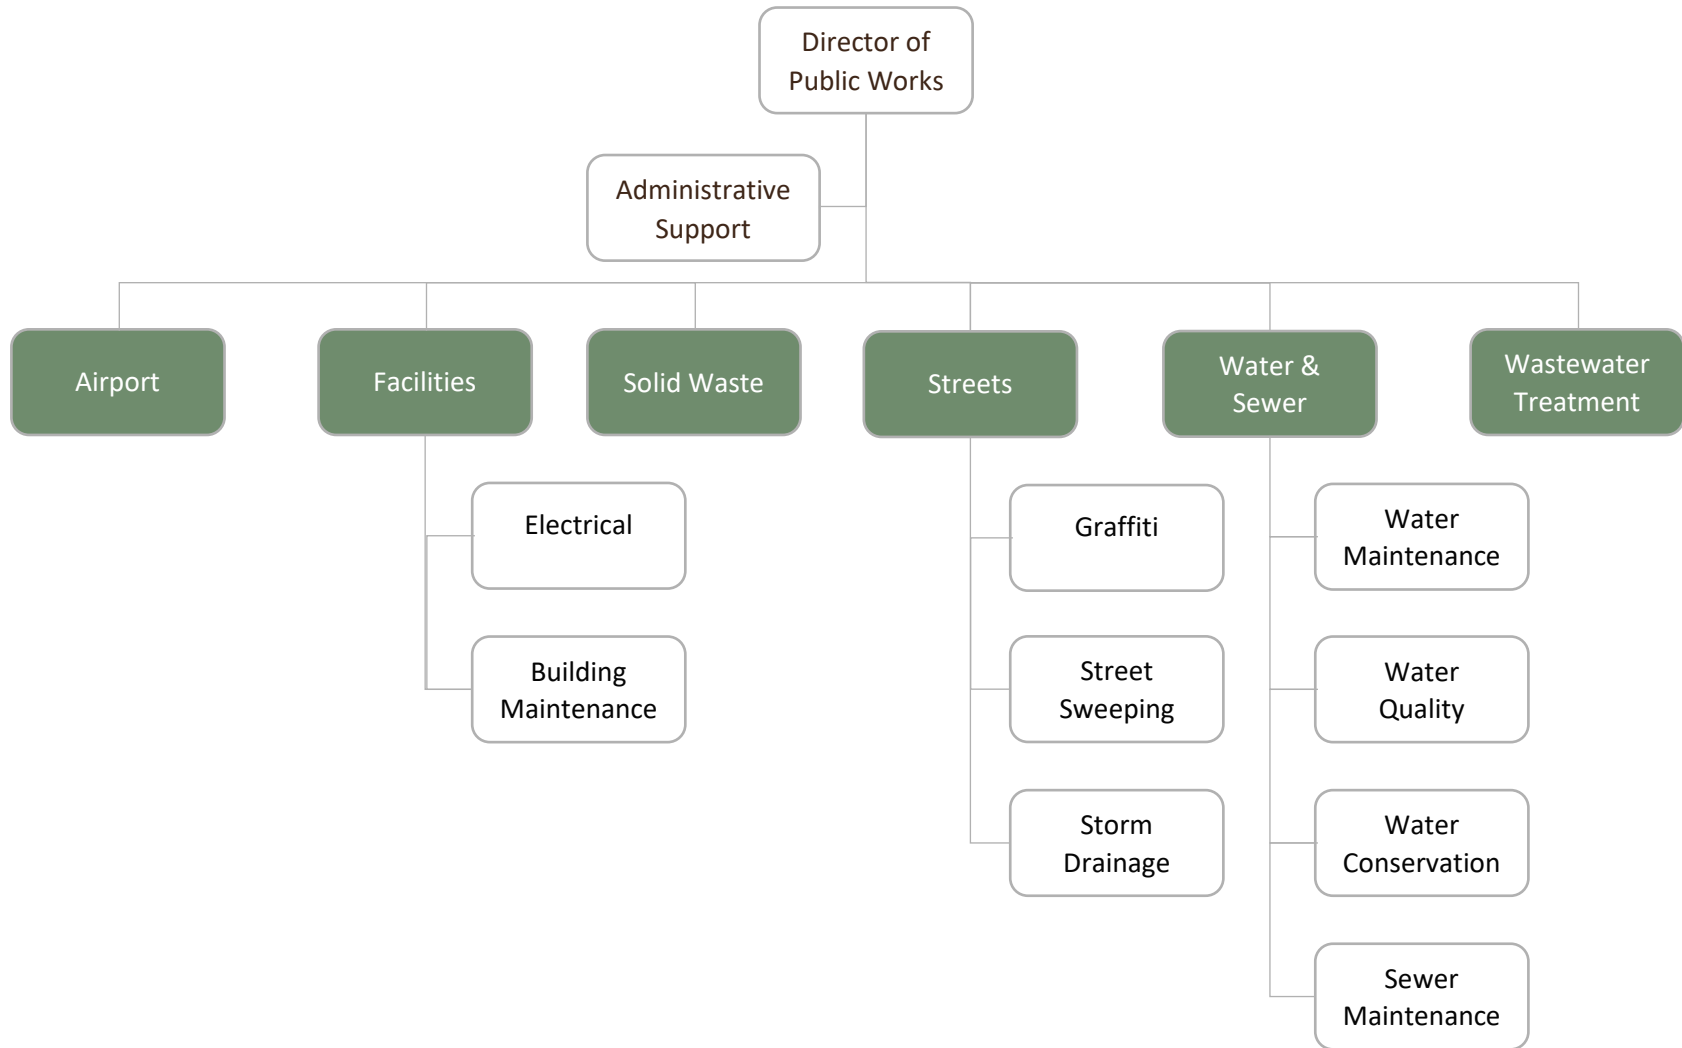 Director of
Public Works
Administrative
Support
Airport
Facilities
Solid Waste
Streets
Water &
Sewer
Wastewater
Treatment
Electrical
Building
Maintenance
Graffiti
Street
Sweeping
Storm
Drainage
Water
Maintenance
Water
Quality
Water
Conservation
Sewer
Maintenance